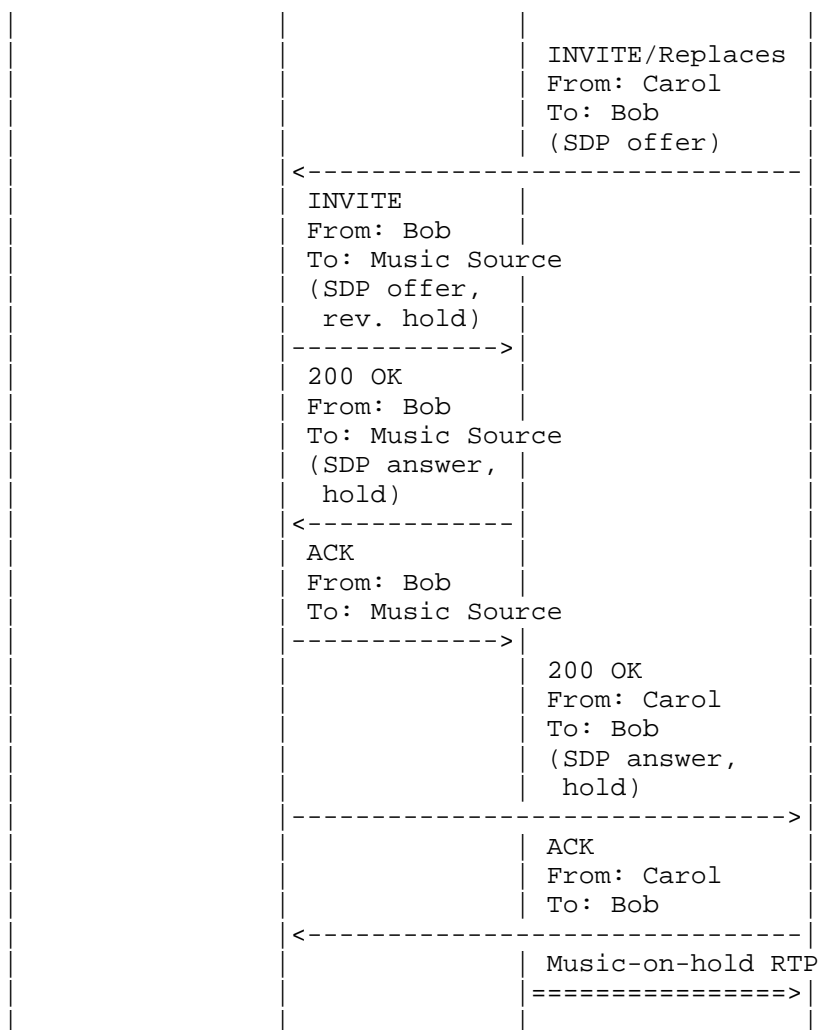 INVITE/Replaces
From: Carol
To: Bob
(SDP offer)
<--------------------------------
INVITE
From: Bob
To: Music Source
(SDP offer,
rev. hold)
------------->
200 OK
From: Bob
To: Music Source
(SDP answer,
hold)
<-------------
ACK
From: Bob
To: Music Source
------------->
200 OK
From: Carol
To: Bob
(SDP answer,
hold)
------------------------------->
ACK
From: Carol
To: Bob
<--------------------------------
Music-on-hold RTP
================>